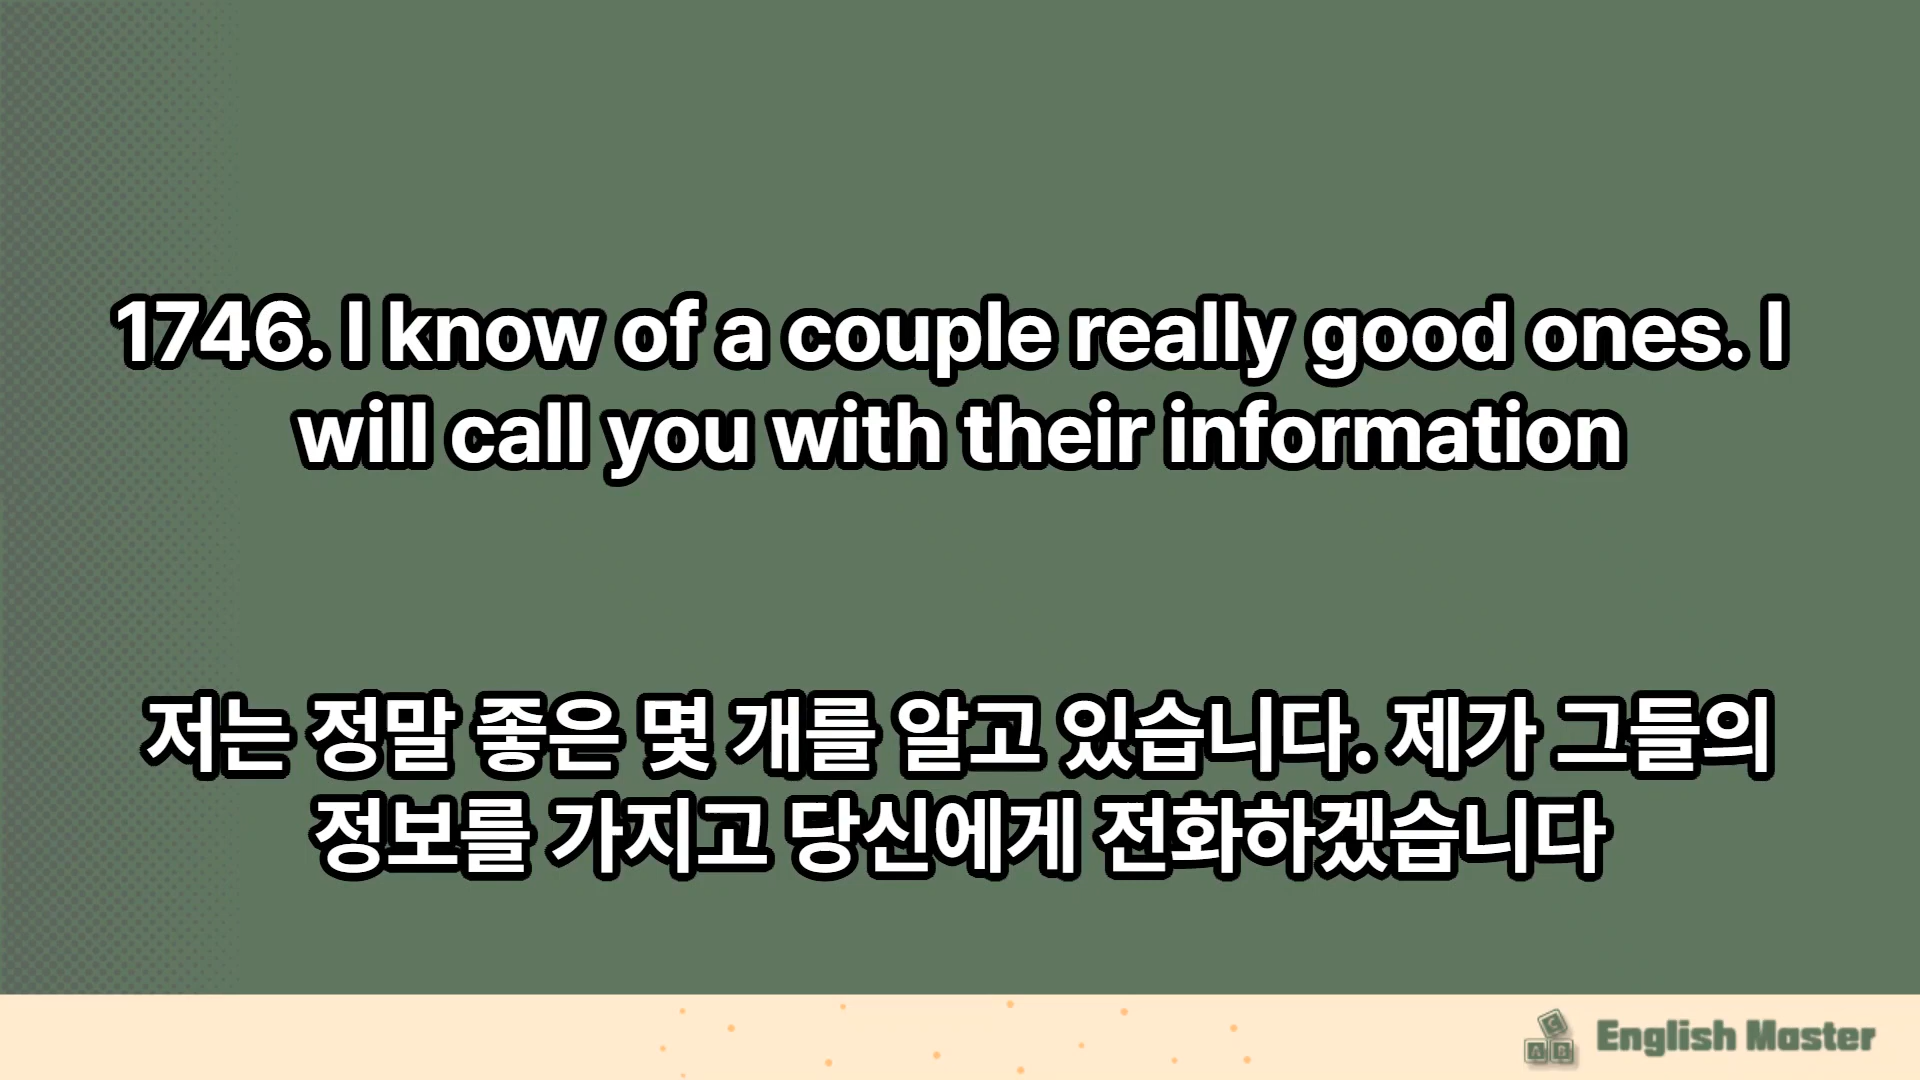 1746. I know of a couple really good ones. I
will call you with their information
저는 정말 좋은 몇 개를 알고 있습니다. 제가 그들의
정보를 가지고 당신에게 전화하겠습니다
C
A B
English Master